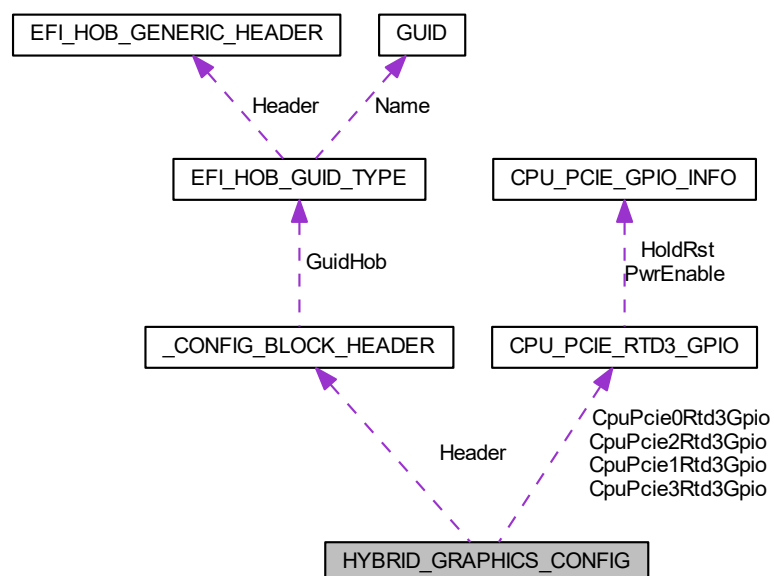 EFI_HOB_GENERIC_HEADER
GUID
Header
Name
EFI_HOB_GUID_TYPE
CPU_PCIE_GPIO_INFO
GuidHob
HoldRst
PwrEnable
_CONFIG_BLOCK_HEADER
CPU_PCIE_RTD3_GPIO
Header
CpuPcie0Rtd3Gpio
CpuPcie2Rtd3Gpio
CpuPcie1Rtd3Gpio
CpuPcie3Rtd3Gpio
HYBRID_GRAPHICS_CONFIG